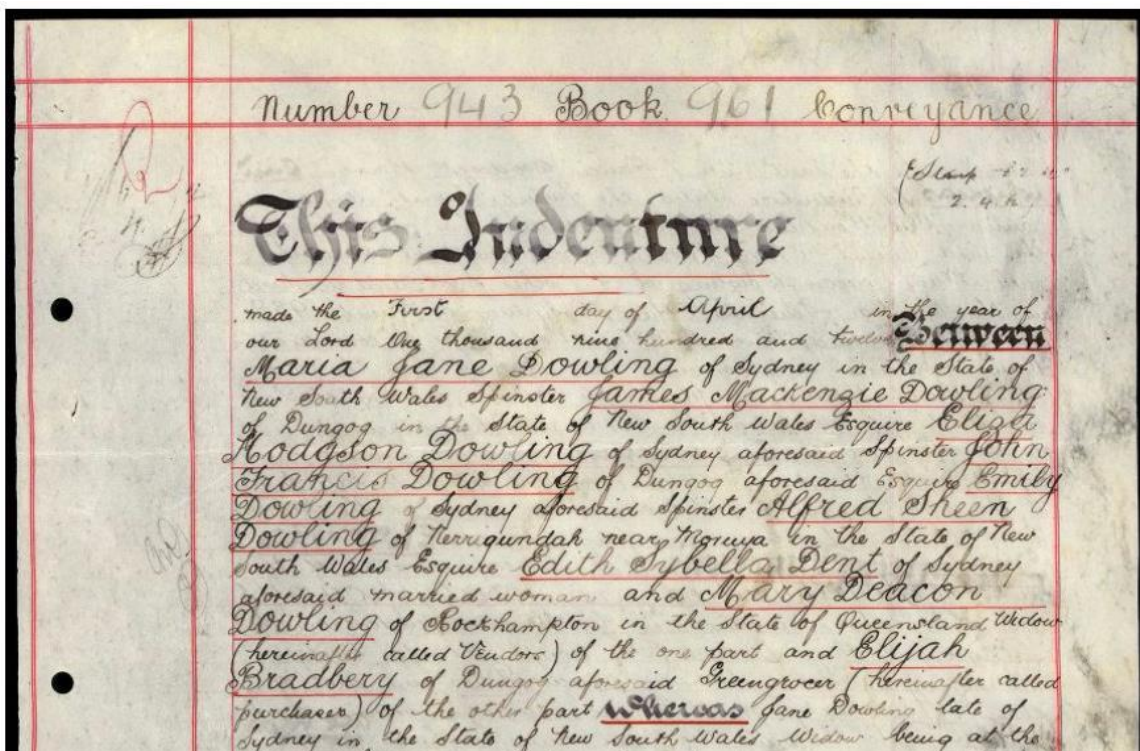 Number 943 Book 961 Conveyance
(Stamp
This Indenture
made the First day of April in the year of
our Lord One thousand nine hundred and twelve Between
Maria Jane Dowling of Sydney in the State of
New South Wales Spinster James Mackenzie Dowling
of Dungog in the State of New South Wales Esquire Eliza
Hodgson Dowling of Sydney aforesaid Spinster John
Francis Dowling of Dungog aforesaid Esquire Emily
Dowling of Sydney aforesaid Spinster Alfred Sheen
Dowling of Nerrigundah near Moruya in the State of New
South Wales Esquire Edith Sybella Dent of Sydney
aforesaid married woman and Mary Deacon
Dowling of Rockhampton in the State of Queensland Widow
(hereinafter called Vendors) of the one part and Elijah
Bradbery of Dungog aforesaid Greengrocer (hereinafter called
purchaser) of the other part Whereas Jane Dowling late of
Sydney in the State of New South Wales Widow being at the